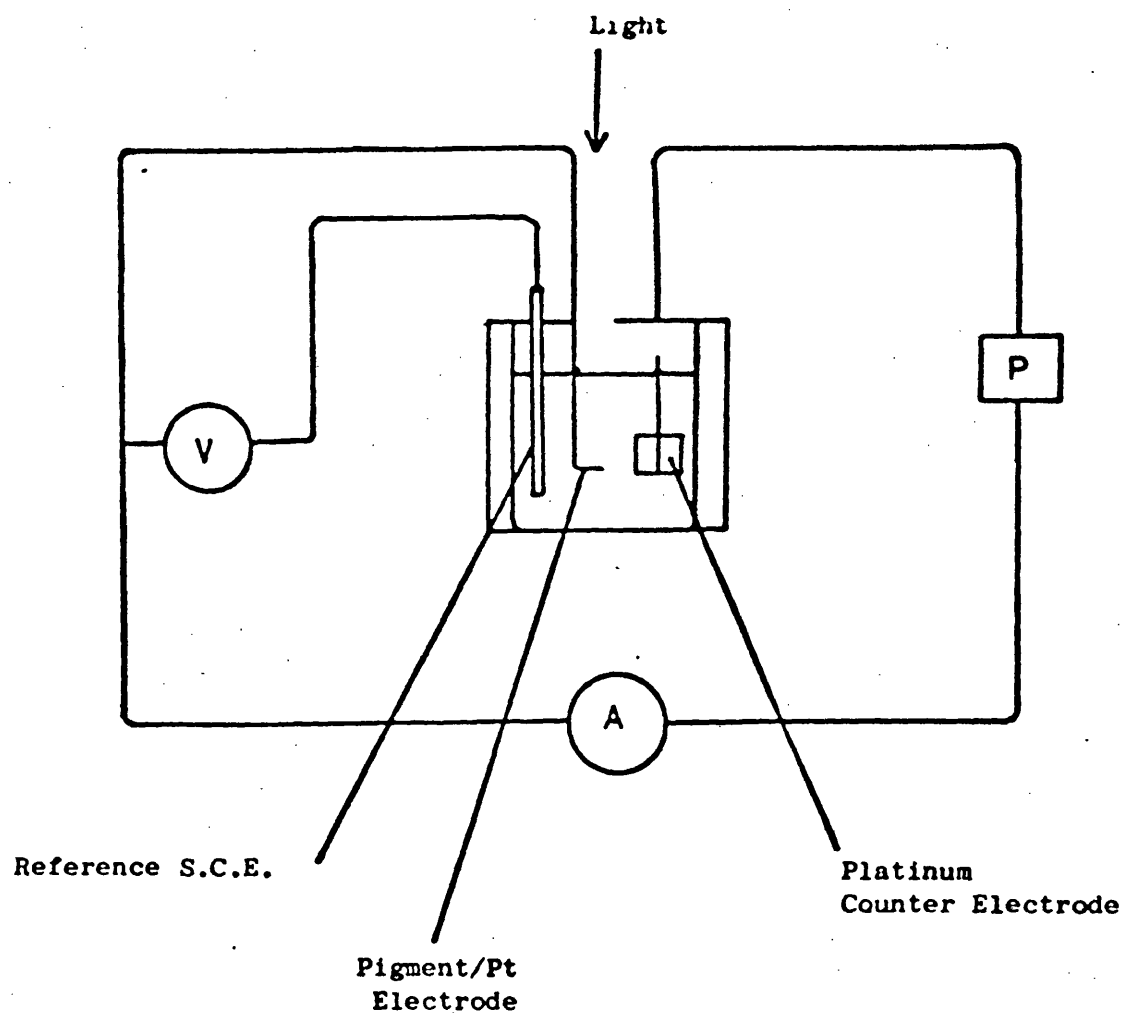 Light
P
V
A
Reference S.C.E.
Platinum
Counter Electrode
Pigment/Pt
Electrode